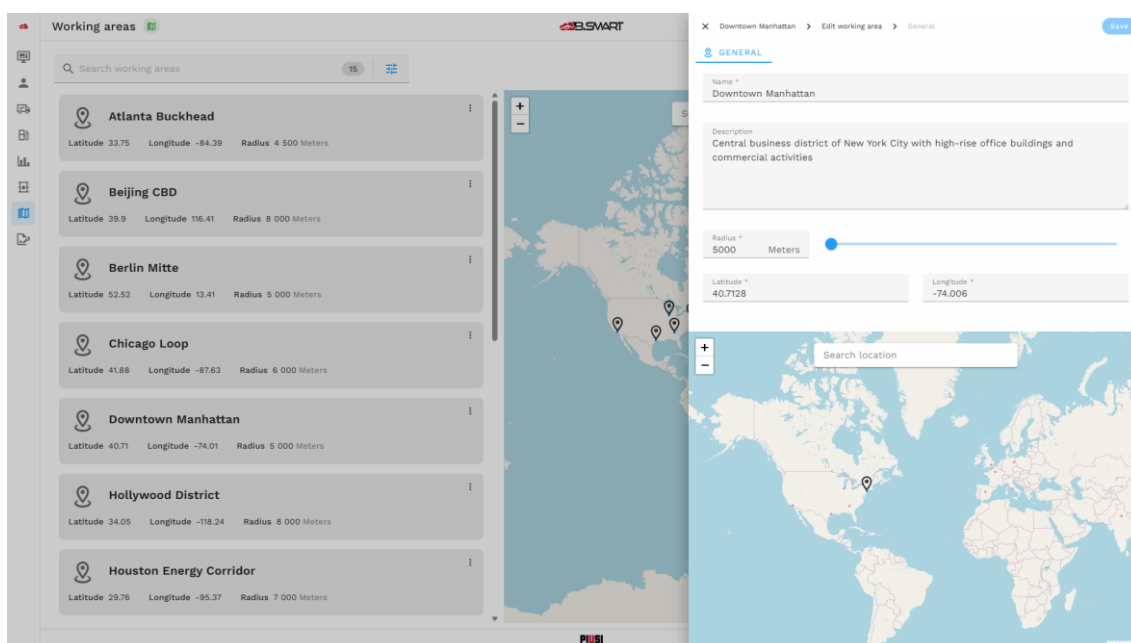 Working areas
B.SMART
Search working areas
15
Atlanta Buckhead
Latitude 33.75 Longitude -84.39 Radius 4 500 Meters
Beijing CBD
Latitude 39.9 Longitude 116.41 Radius 8 000 Meters
Berlin Mitte
Latitude 52.52 Longitude 13.41 Radius 5 000 Meters
Chicago Loop
Latitude 41.88 Longitude -87.63 Radius 6 000 Meters
Downtown Manhattan
Latitude 40.71 Longitude -74.01 Radius 5 000 Meters
Hollywood District
Latitude 34.05 Longitude -118.24 Radius 8 000 Meters
Houston Energy Corridor
Latitude 29.76 Longitude -95.37 Radius 7 000 Meters
+
−
S
PIUSI
Downtown Manhattan > Edit working area > General
Save
GENERAL
Name *
Downtown Manhattan
Description
Central business district of New York City with high-rise office buildings and
commercial activities
Radius *
5000 Meters
Latitude *
40.7128
Longitude *
-74.006
+
−
Search location